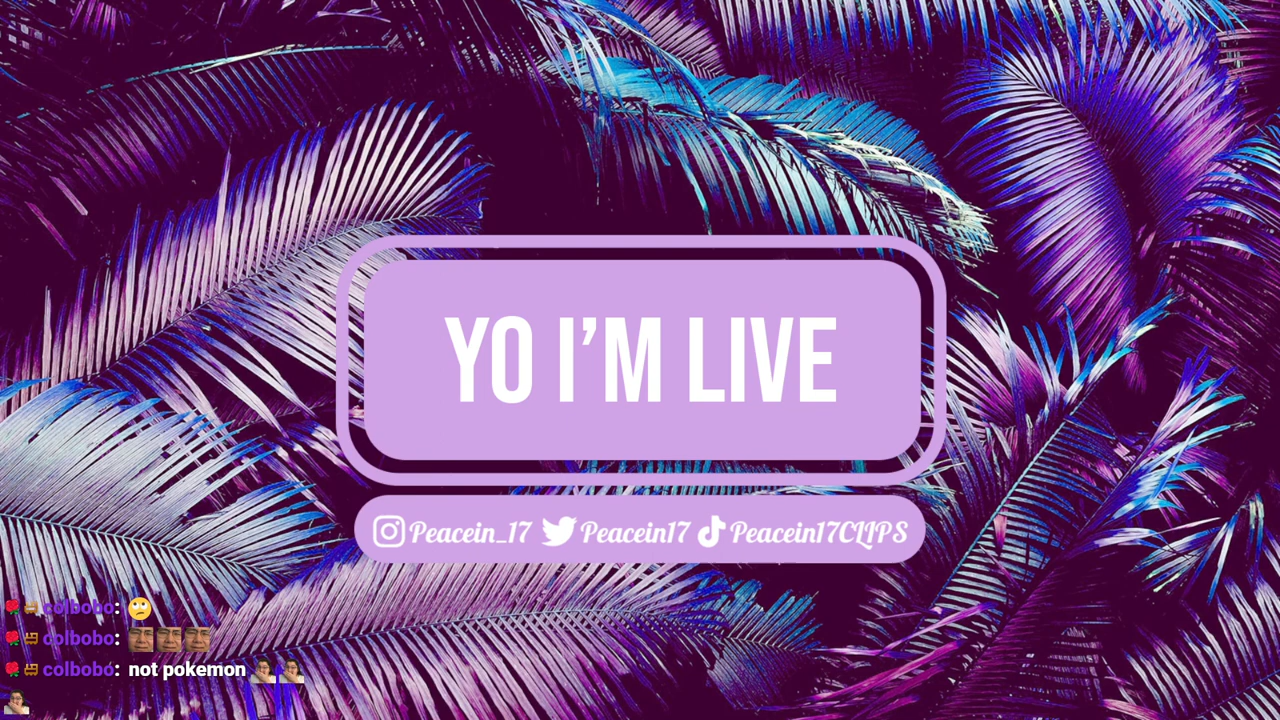 YO I’M LIVE
Peacein_17 Peacein17 Peacein17CLIPS
colbobo:
colbobo:
colbobo: not pokemon